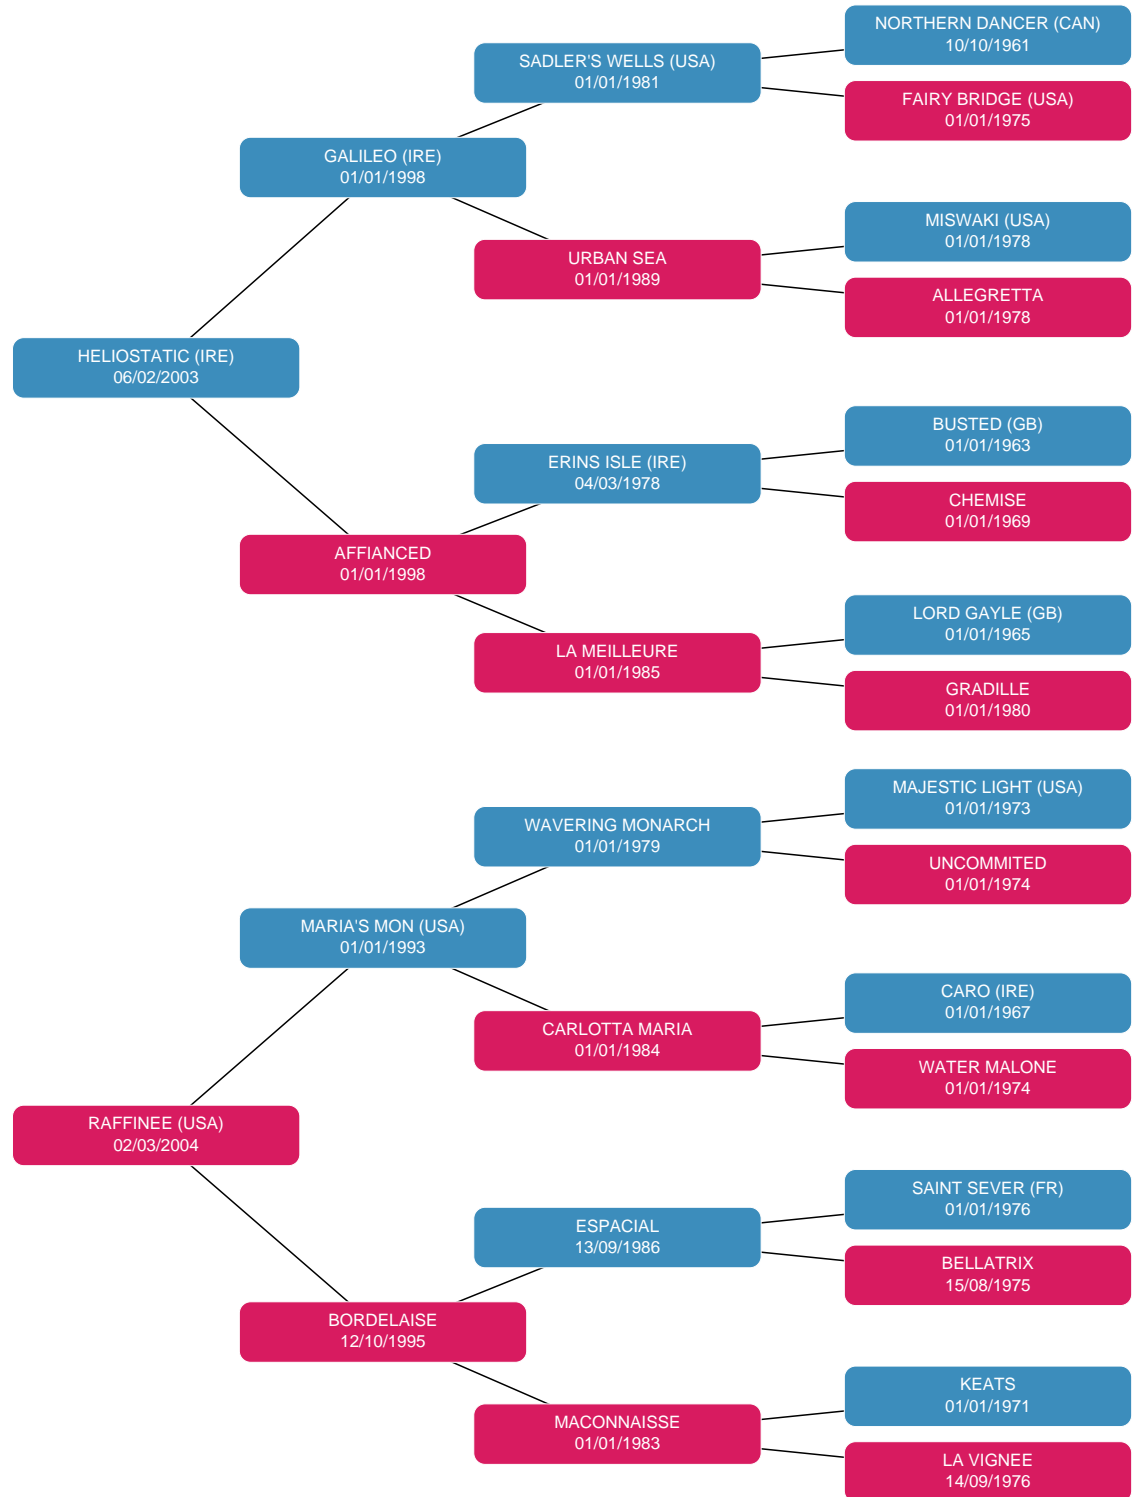 NORTHERN DANCER (CAN)
10/10/1961
SADLER'S WELLS (USA)
01/01/1981
FAIRY BRIDGE (USA)
01/01/1975
GALILEO (IRE)
01/01/1998
MISWAKI (USA)
01/01/1978
URBAN SEA
01/01/1989
ALLEGRETTA
01/01/1978
HELIOSTATIC (IRE)
06/02/2003
BUSTED (GB)
01/01/1963
ERINS ISLE (IRE)
04/03/1978
CHEMISE
01/01/1969
AFFIANCED
01/01/1998
LORD GAYLE (GB)
01/01/1965
LA MEILLEURE
01/01/1985
GRADILLE
01/01/1980
MAJESTIC LIGHT (USA)
01/01/1973
WAVERING MONARCH
01/01/1979
UNCOMMITED
01/01/1974
MARIA'S MON (USA)
01/01/1993
CARO (IRE)
01/01/1967
CARLOTTA MARIA
01/01/1984
WATER MALONE
01/01/1974
RAFFINEE (USA)
02/03/2004
SAINT SEVER (FR)
01/01/1976
ESPACIAL
13/09/1986
BELLATRIX
15/08/1975
BORDELAISE
12/10/1995
KEATS
01/01/1971
MACONNAISSE
01/01/1983
LA VIGNEE
14/09/1976